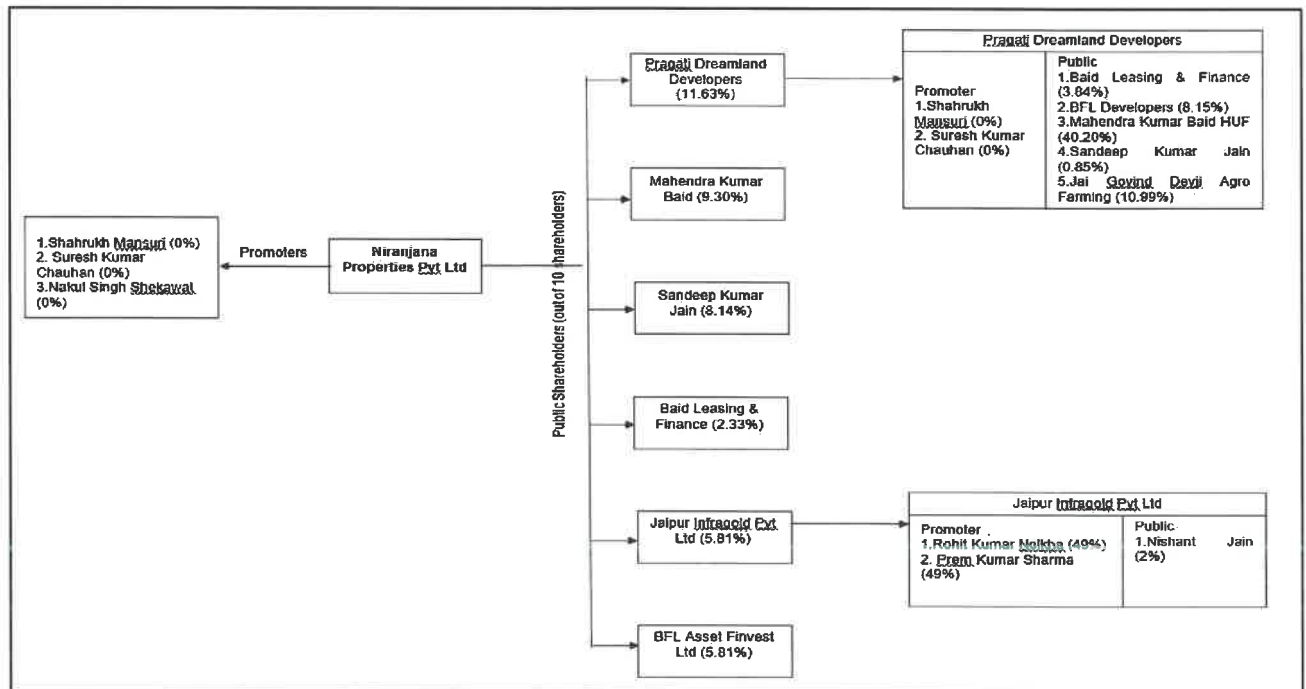 1.Shahrukh Mansuri (0%)
2. Suresh Kumar
Chauhan (0%)
3.Nakul Singh Shekawat
(0%)
Promoters
Niranjana
Properties Pvt Ltd
Public Shareholders (out of 10 shareholders)
Pragati Dreamland
Developers
(11.63%)
Mahendra Kumar
Baid (9.30%)
Sandeep Kumar
Jain (8.14%)
Baid Leasing &
Finance (2.33%)
Jaipur Infragold Pvt
Ltd (5.81%)
BFL Asset Finvest
Ltd (5.81%)
Pragati Dreamland Developers
Promoter
1.Shahrukh
Mansuri (0%)
2. Suresh Kumar
Chauhan (0%)
Public
1.Baid Leasing & Finance
(3.84%)
2.BFL Developers (8.15%)
3.Mahendra Kumar Baid HUF
(40.20%)
4.Sandeep Kumar Jain
(0.85%)
5.Jai Govind Devji Agro
Farming (10.99%)
Jaipur Infragold Pvt Ltd
Promoter
1.Rohit Kumar Nolkha (49%)
2. Prem Kumar Sharma
(49%)
Public
1.Nishant Jain
(2%)